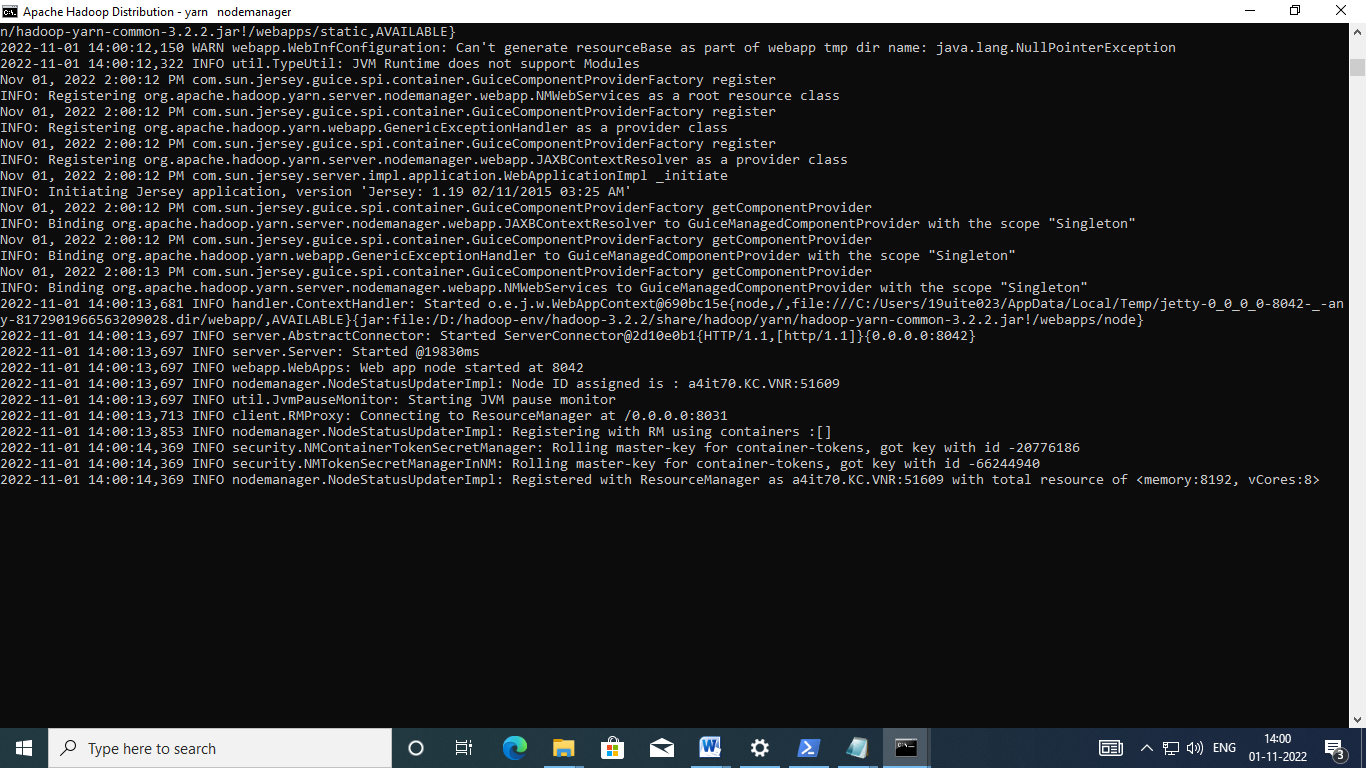 Apache Hadoop Distribution - yarn nodemanager
n/hadoop-yarn-common-3.2.2.jar!/webapps/static,AVAILABLE}
2022-11-01 14:00:12,150 WARN webapp.WebInfConfiguration: Can't generate resourceBase as part of webapp tmp dir name: java.lang.NullPointerException
2022-11-01 14:00:12,322 INFO util.TypeUtil: JVM Runtime does not support Modules
Nov 01, 2022 2:00:12 PM com.sun.jersey.guice.spi.container.GuiceComponentProviderFactory register
INFO: Registering org.apache.hadoop.yarn.server.nodemanager.webapp.NMWebServices as a root resource class
Nov 01, 2022 2:00:12 PM com.sun.jersey.guice.spi.container.GuiceComponentProviderFactory register
INFO: Registering org.apache.hadoop.yarn.webapp.GenericExceptionHandler as a provider class
Nov 01, 2022 2:00:12 PM com.sun.jersey.guice.spi.container.GuiceComponentProviderFactory register
INFO: Registering org.apache.hadoop.yarn.server.nodemanager.webapp.JAXBContextResolver as a provider class
Nov 01, 2022 2:00:12 PM com.sun.jersey.server.impl.application.WebApplicationImpl _initiate
INFO: Initiating Jersey application, version 'Jersey: 1.19 02/11/2015 03:25 AM'
Nov 01, 2022 2:00:12 PM com.sun.jersey.guice.spi.container.GuiceComponentProviderFactory getComponentProvider
INFO: Binding org.apache.hadoop.yarn.server.nodemanager.webapp.JAXBContextResolver to GuiceManagedComponentProvider with the scope "Singleton"
Nov 01, 2022 2:00:12 PM com.sun.jersey.guice.spi.container.GuiceComponentProviderFactory getComponentProvider
INFO: Binding org.apache.hadoop.yarn.webapp.GenericExceptionHandler to GuiceManagedComponentProvider with the scope "Singleton"
Nov 01, 2022 2:00:13 PM com.sun.jersey.guice.spi.container.GuiceComponentProviderFactory getComponentProvider
INFO: Binding org.apache.hadoop.yarn.server.nodemanager.webapp.NMWebServices to GuiceManagedComponentProvider with the scope "Singleton"
2022-11-01 14:00:13,681 INFO handler.ContextHandler: Started o.e.j.w.WebAppContext@690bc15e{node,/,file:///C:/Users/19uite023/AppData/Local/Temp/jetty-0_0_0_0-8042-_-an
y-8172901966563209028.dir/webapp/,AVAILABLE}{jar:file:/D:/hadoop-env/hadoop-3.2.2/share/hadoop/yarn/hadoop-yarn-common-3.2.2.jar!/webapps/node}
2022-11-01 14:00:13,697 INFO server.AbstractConnector: Started ServerConnector@2d10e0b1{HTTP/1.1,[http/1.1]}{0.0.0.0:8042}
2022-11-01 14:00:13,697 INFO server.Server: Started @19830ms
2022-11-01 14:00:13,697 INFO webapp.WebApps: Web app node started at 8042
2022-11-01 14:00:13,697 INFO nodemanager.NodeStatusUpdaterImpl: Node ID assigned is : a4it70.KC.VNR:51609
2022-11-01 14:00:13,697 INFO util.JvmPauseMonitor: Starting JVM pause monitor
2022-11-01 14:00:13,713 INFO client.RMProxy: Connecting to ResourceManager at /0.0.0.0:8031
2022-11-01 14:00:13,853 INFO nodemanager.NodeStatusUpdaterImpl: Registering with RM using containers :[]
2022-11-01 14:00:14,369 INFO security.NMContainerTokenSecretManager: Rolling master-key for container-tokens, got key with id -20776186
2022-11-01 14:00:14,369 INFO security.NMTokenSecretManagerInNM: Rolling master-key for container-tokens, got key with id -66244940
2022-11-01 14:00:14,369 INFO nodemanager.NodeStatusUpdaterImpl: Registered with ResourceManager as a4it70.KC.VNR:51609 with total resource of <memory:8192, vCores:8>
Type here to search
ENG
14:00
01-11-2022
3